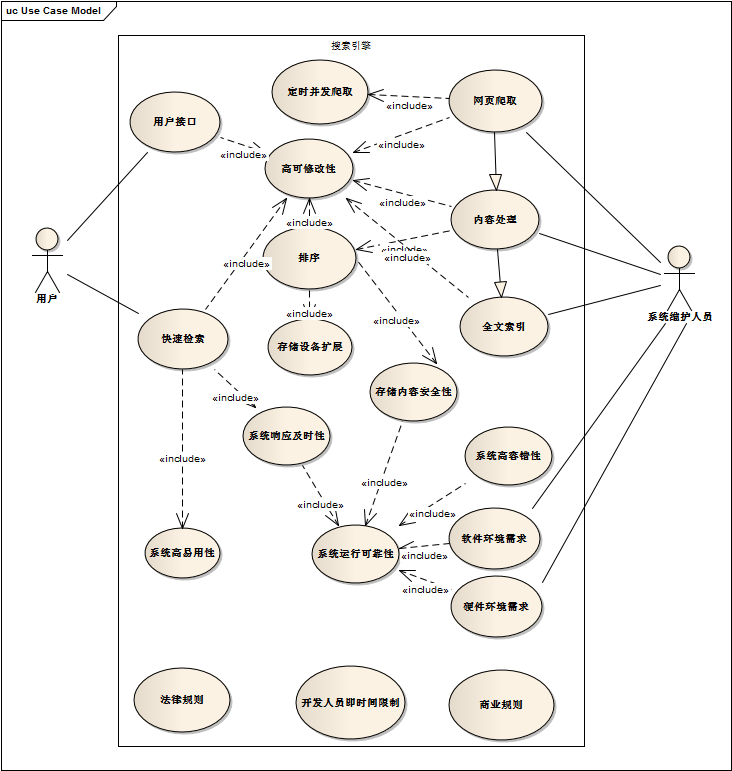 uc Use Case Model
搜索引擎
定时并发爬取
网页爬取
用户接口
«include»
«include»
«include»
高可修改性
«include»
内容处理
«include»
«include»
«include»
排序
«include»
用户
系统维护人员
«include»
«include»
全文索引
快速检索
存储设备扩展
存储内容安全性
«include»
系统响应及时性
«include»
系统高容错性
«include»
«include»
«include»
软件环境需求
系统高易用性
系统运行可靠性
«include»
«include»
硬件环境需求
法律规则
开发人员即时间限制
商业规则